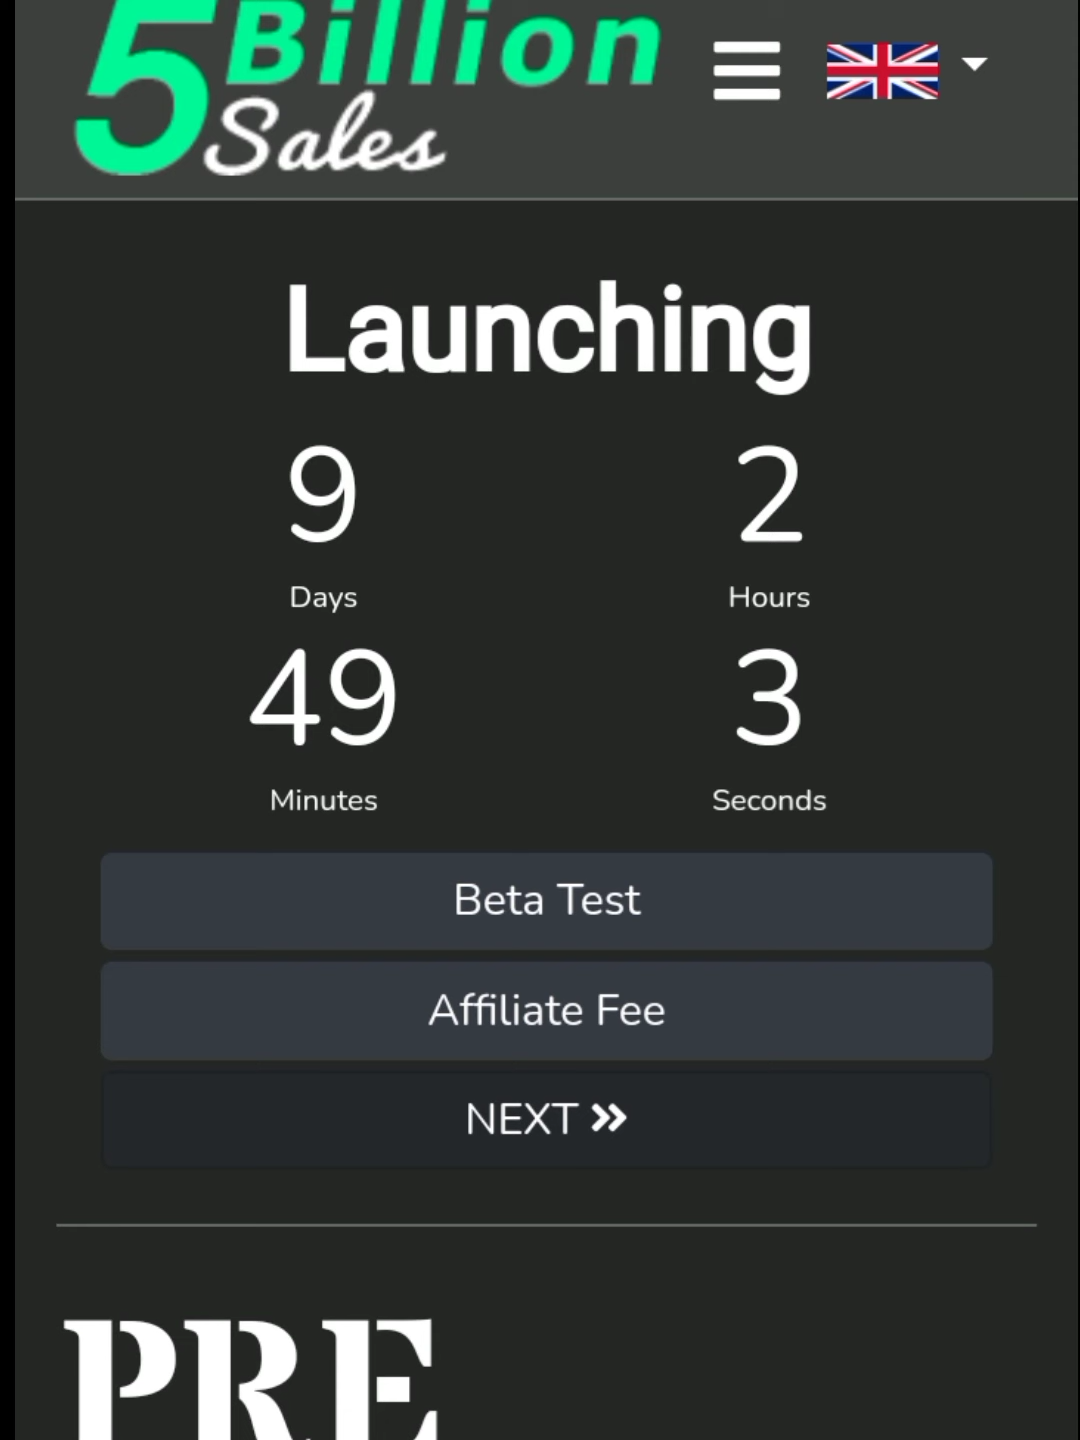 5 Billion
Sales
Launching
9
2
Days
Hours
49
3
Minutes
Seconds
Beta Test
Affiliate Fee
NEXT
PRE